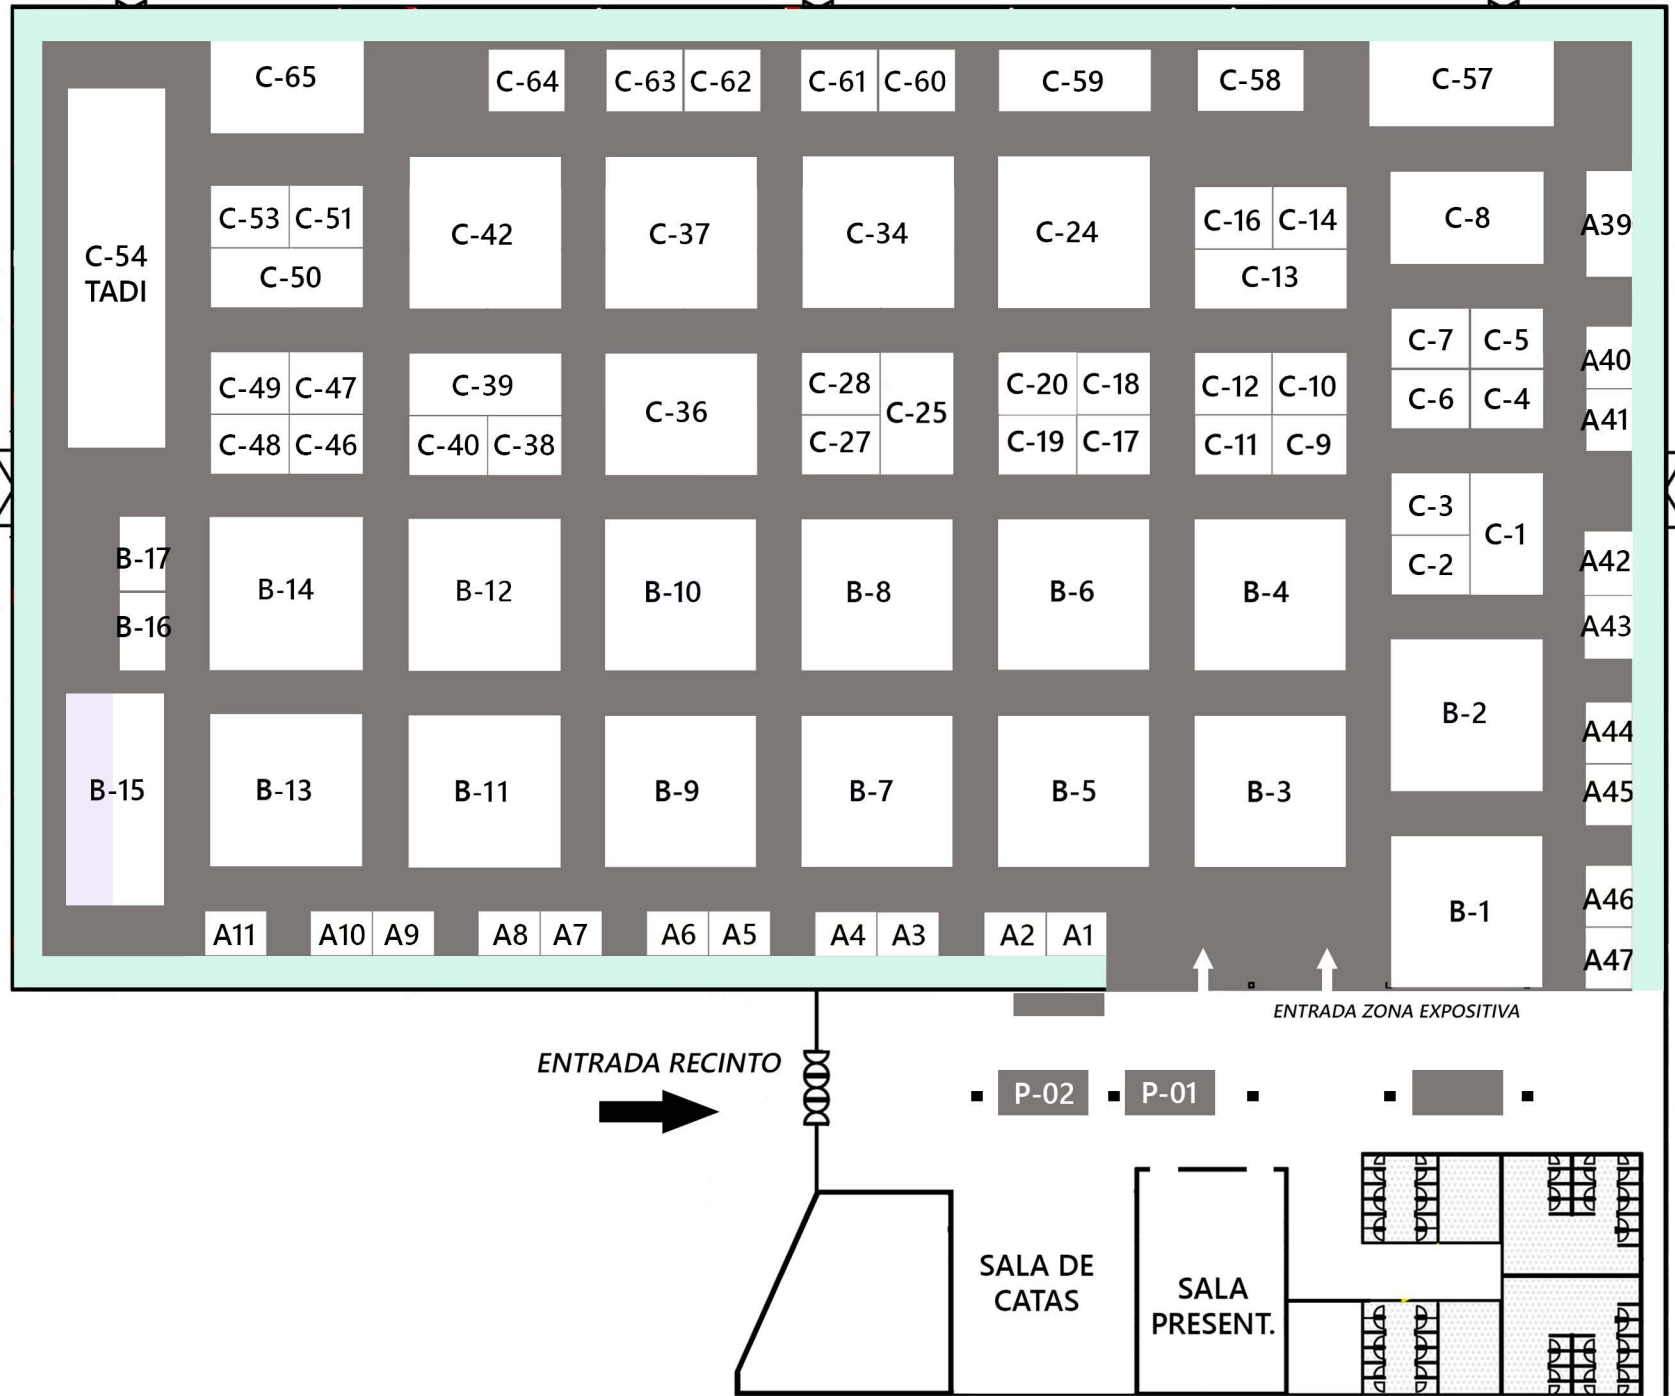 C-65
C-64
C-63
C-62
C-61
C-60
C-59
C-58
C-57
C-54
TADI
C-53
C-51
C-50
C-42
C-37
C-34
C-24
C-16
C-14
C-13
C-8
A39
C-7
C-5
C-6
C-4
A40
A41
C-49
C-47
C-48
C-46
C-39
C-40
C-38
C-36
C-28
C-25
C-27
C-20
C-18
C-19
C-17
C-12
C-10
C-11
C-9
C-3
C-1
C-2
A42
A43
B-17
B-16
B-14
B-12
B-10
B-8
B-6
B-4
B-2
A44
A45
B-15
B-13
B-11
B-9
B-7
B-5
B-3
B-1
A46
A47
A11
A10
A9
A8
A7
A6
A5
A4
A3
A2
A1
ENTRADA ZONA EXPOSITIVA
ENTRADA RECINTO
P-02
P-01
SALA DE
CATAS
SALA
PRESENT.